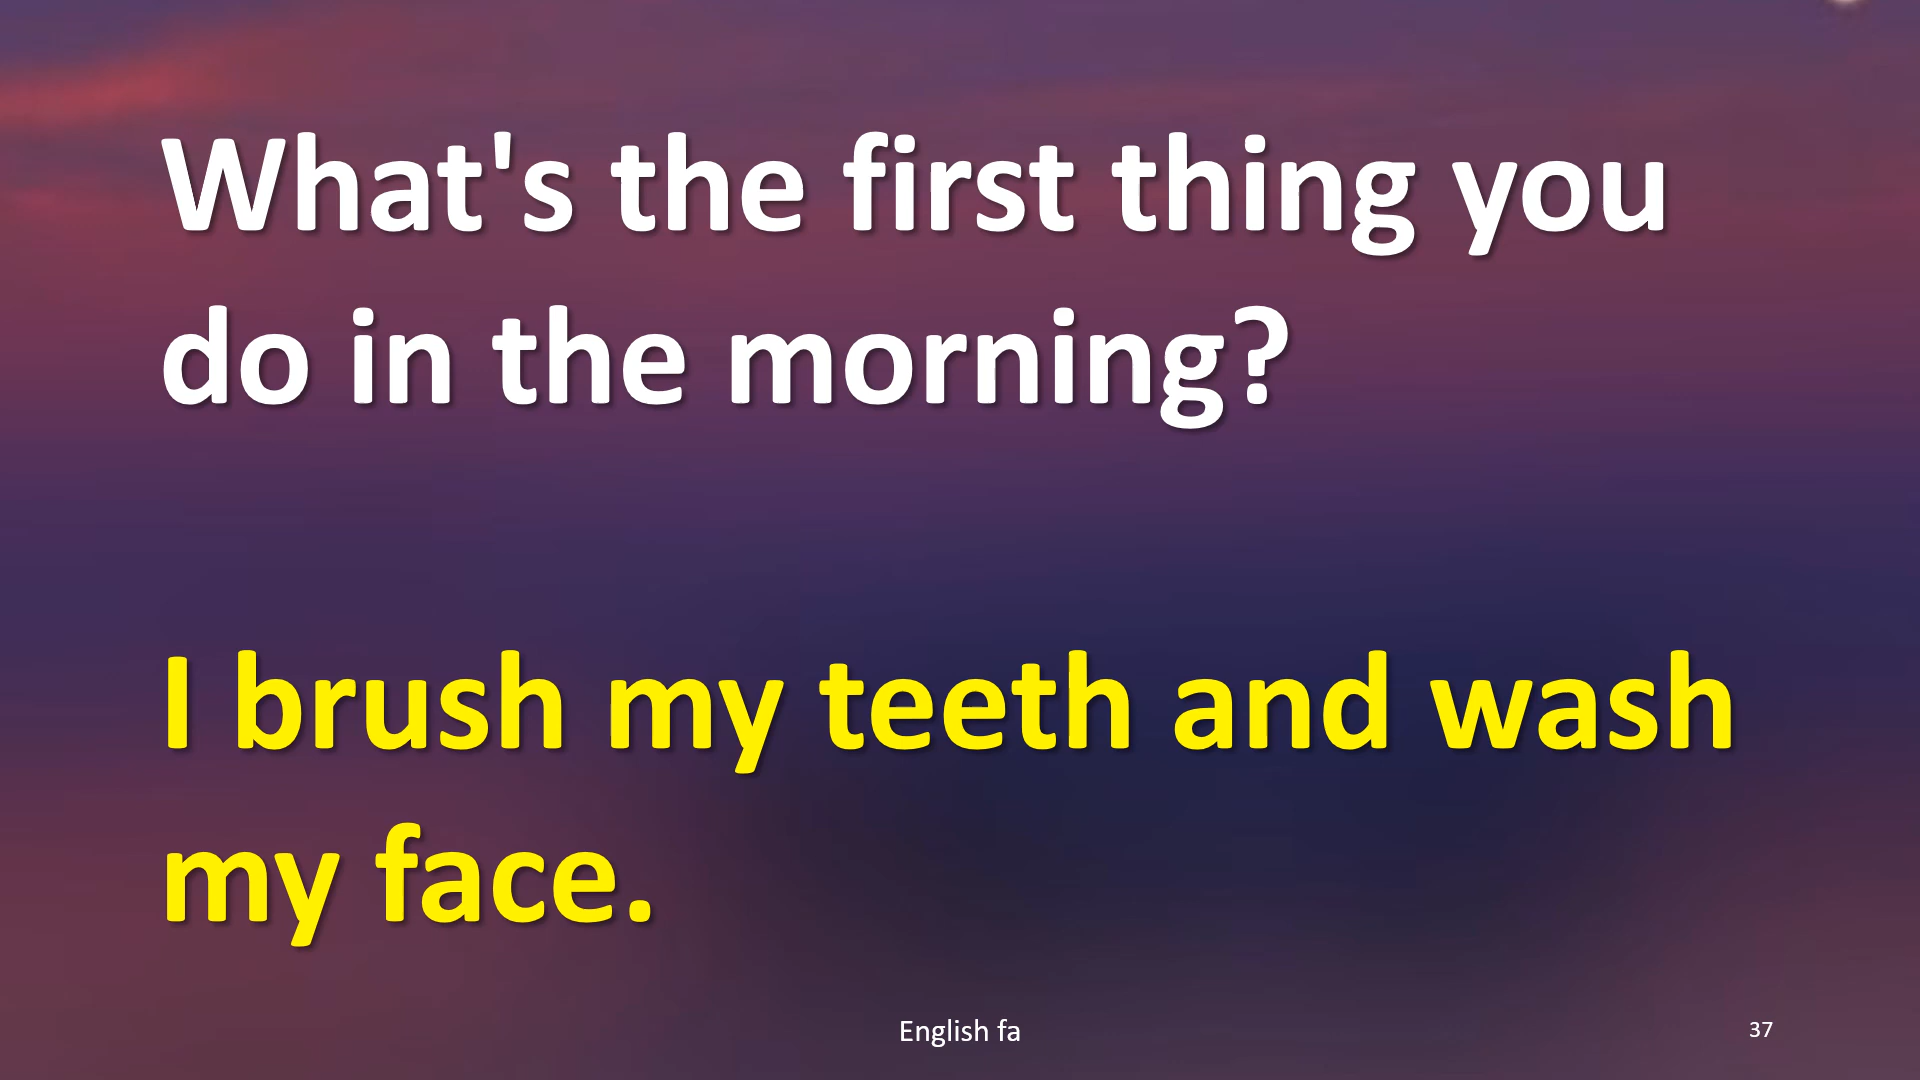 What's the first thing you
do in the morning?
I brush my teeth and wash
my face.
English fa
37